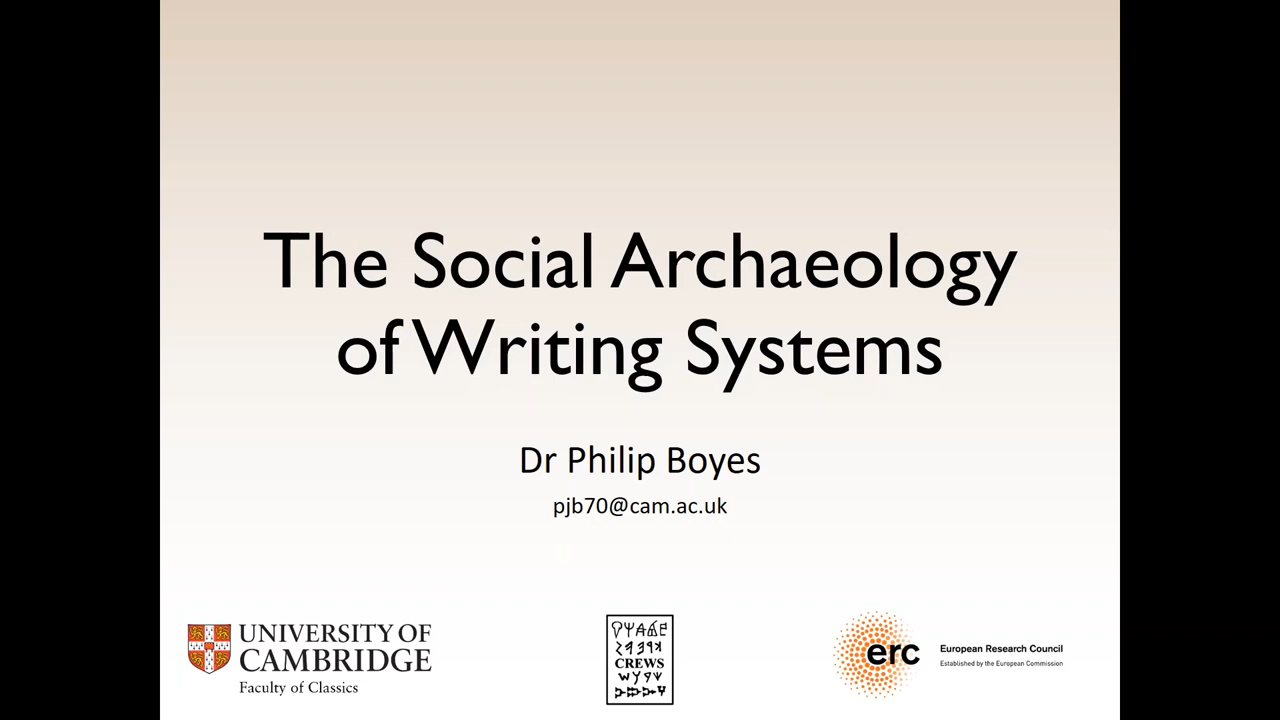 The Social Archaeology
of Writing Systems
Dr Philip Boyes
pjb70@cam.ac.uk
UNIVERSITY OF
CAMBRIDGE
Faculty of Classics
CREWS
erc
European Research Council
Established by the European Commission